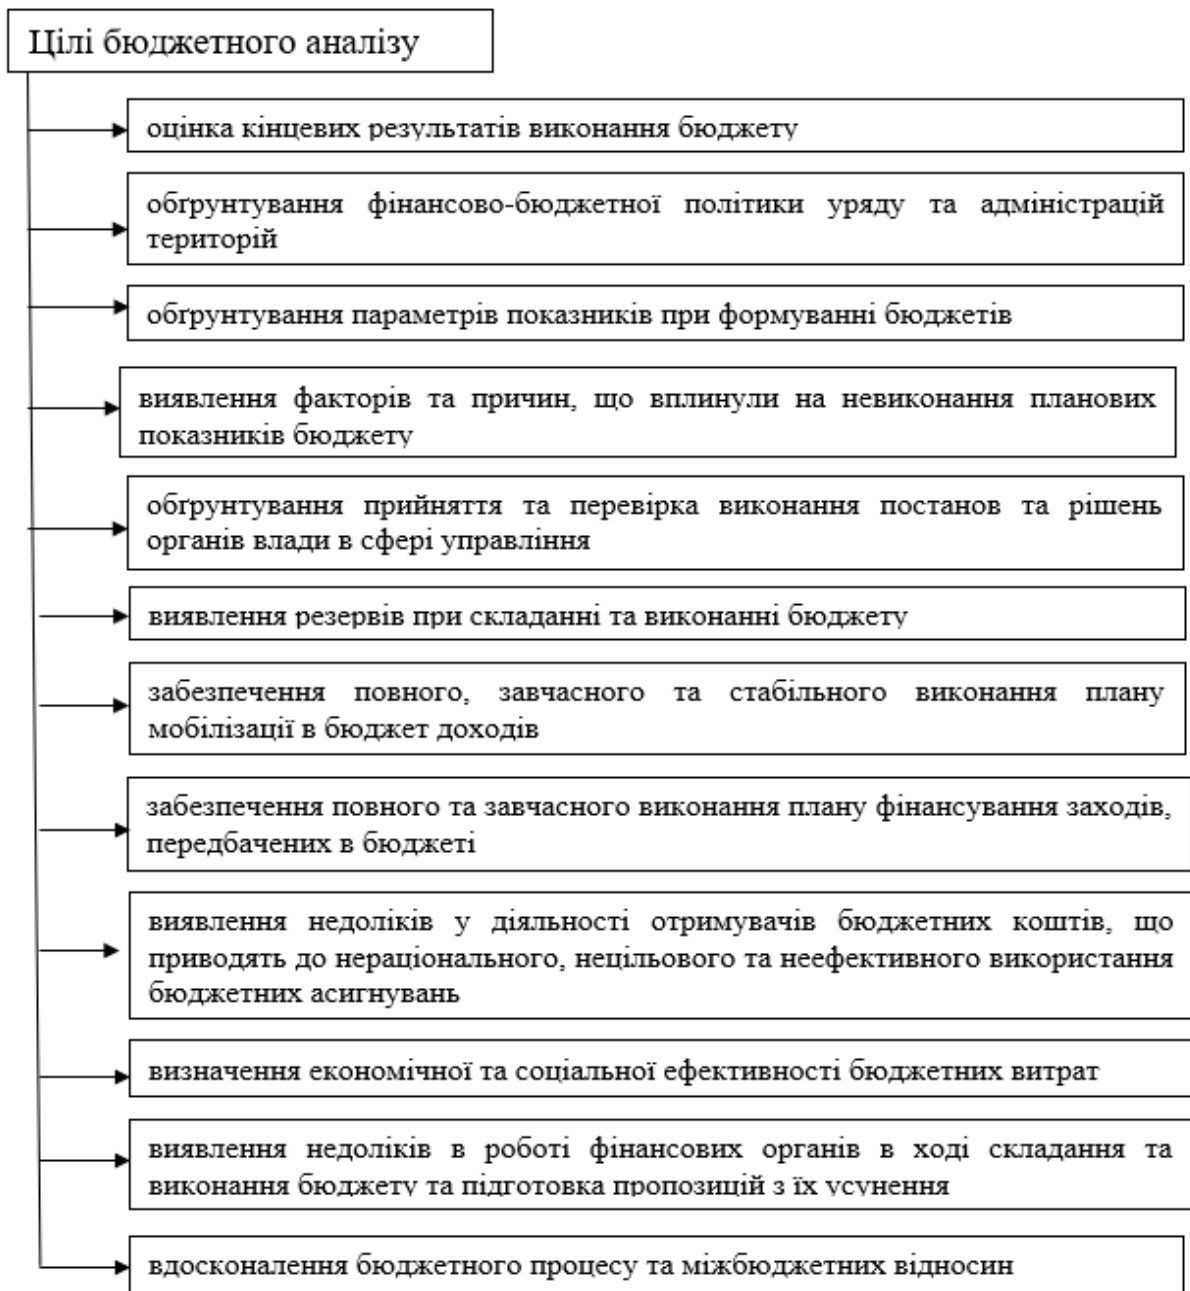 Цілі бюджетного аналізу
оцінка кінцевих результатів виконання бюджету
обґрунтування фінансово-бюджетної політики уряду та адміністрацій
територій
обґрунтування параметрів показників при формуванні бюджетів
виявлення факторів та причин, що вплинули на невиконання планових
показників бюджету
обґрунтування прийняття та перевірка виконання постанов та рішень
органів влади в сфері управління
виявлення резервів при складанні та виконанні бюджету
забезпечення повного, завчасного та стабільного виконання плану
мобілізації в бюджет доходів
забезпечення повного та завчасного виконання плану фінансування заходів,
передбачених в бюджеті
виявлення недоліків у діяльності отримувачів бюджетних коштів, що
приводять до нераціонального, нецільового та неефективного використання
бюджетних асигнувань
визначення економічної та соціальної ефективності бюджетних витрат
виявлення недоліків в роботі фінансових органів в ході складання та
виконання бюджету та підготовка пропозицій з їх усунення
вдосконалення бюджетного процесу та міжбюджетних відносин